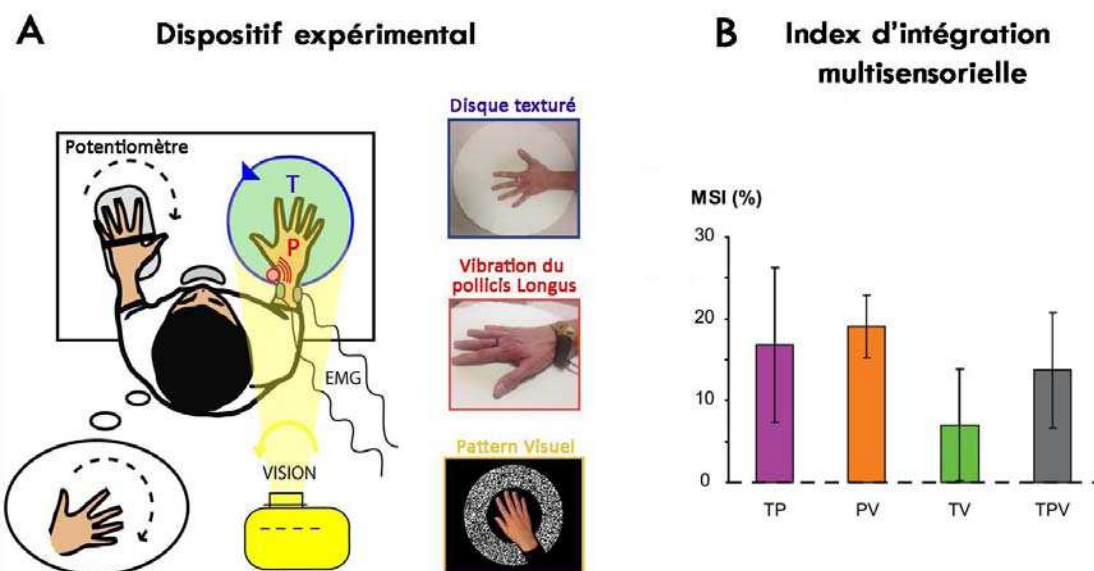 A
Dispositif expérimental
Potentiomètre
T
P
EMG
VISION
Disque texturé
Vibration du
pollicis Longus
Pattern Visuel
B
Index d'intégration
multisensorielle
MSI (%)
30
20
10
0
TP
PV
TV
TPV